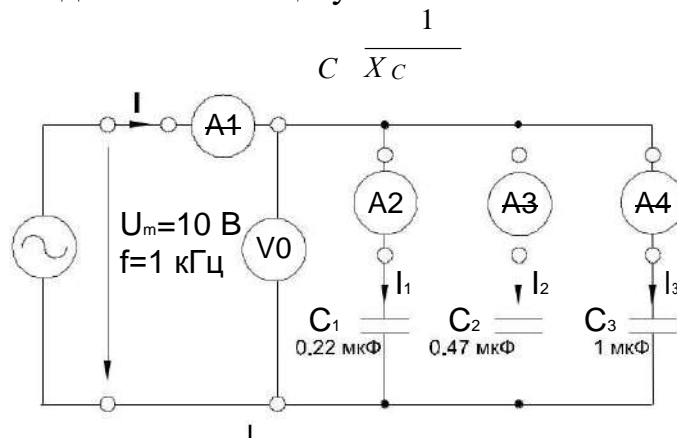 1
C X C
I A1
A2 A3 A4
Um=10 В
f=1 кГц
V0
I1 I2 I3
C1 C2 C3
0.22 мкФ 0.47 мкФ 1 мкФ